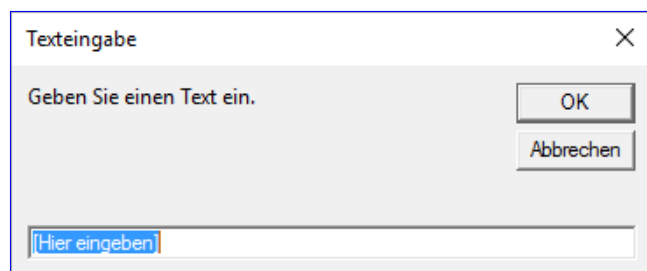 Texteingabe
Geben Sie einen Text ein.
OK
Abbrechen
[Hier eingeben]